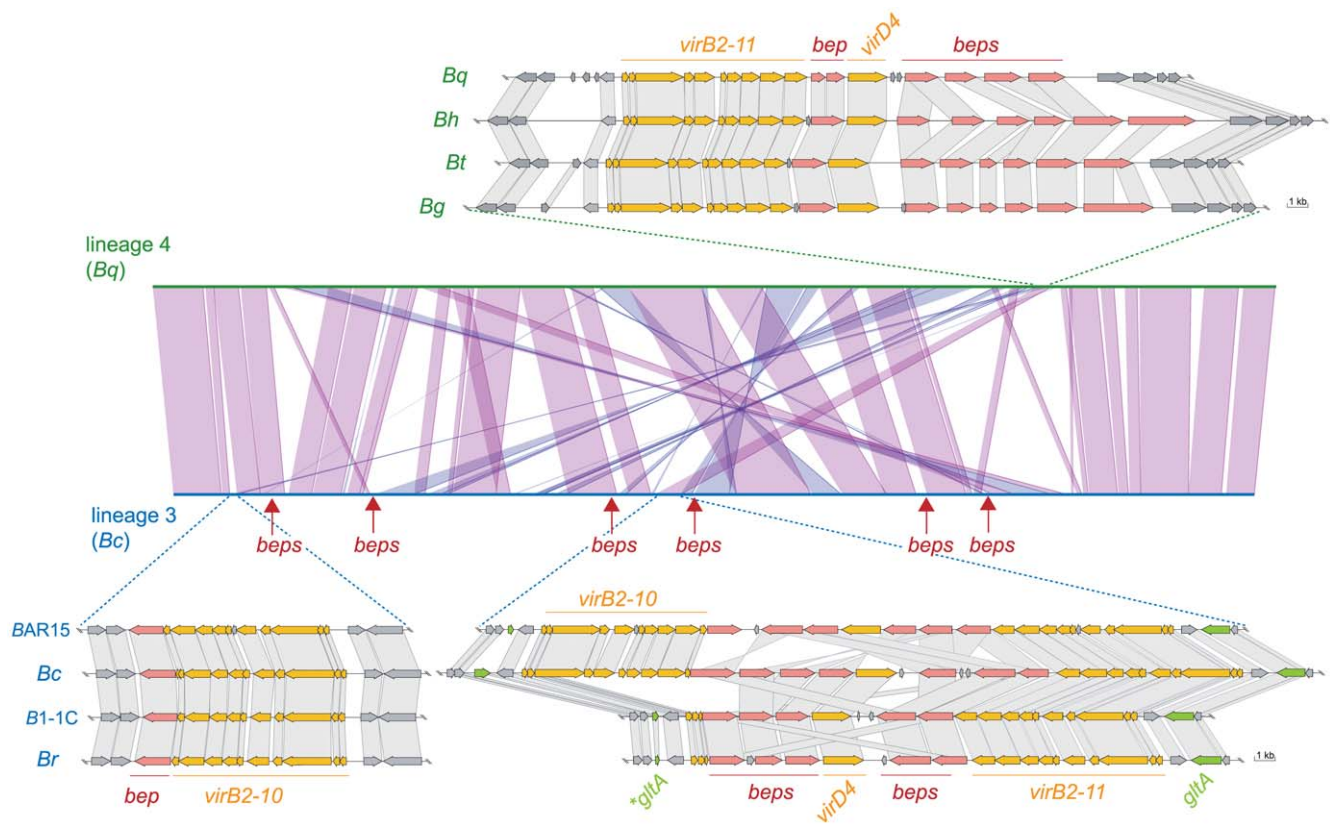 virB2-11
bep
virD4
beps
Bq
Bh
Bt
Bg
1 kb
lineage 4
(Bq)
lineage 3
(Bc)
beps
beps
beps
beps
beps
beps
virB2-10
BAR15
Bc
B1-1C
Br
1 kb
bep
virB2-10
*gltA
beps
virD4
beps
virB2-11
gltA